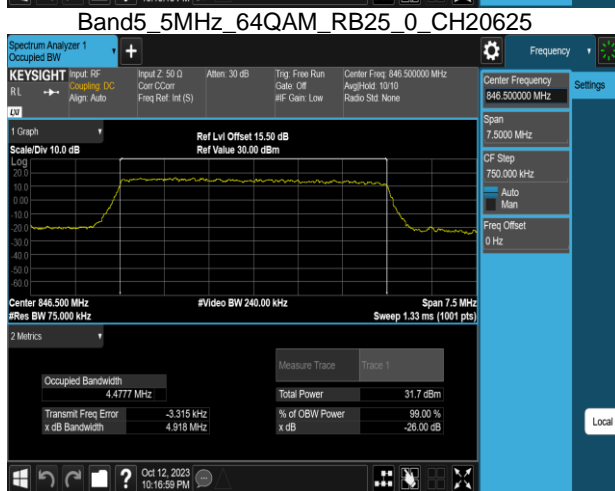 Band5_5MHz_64QAM_RB25_0_CH20625
Spectrum Analyzer 1
Occupied BW
Frequency
KEYSIGHT
RL
Input: RF
Coupling: DC
Align: Auto
Input Z: 50 Ω
Corr CCorr
Freq Ref: Int (S)
Atten: 30 dB
Trig: Free Run
Gate: Off
#IF Gain: Low
Center Freq: 846.500000 MHz
Avg|Hold: 10/10
Radio Std: None
LXI
Center Frequency
846.500000 MHz
Settings
Span
7.5000 MHz
CF Step
750.000 kHz
Auto
Man
Freq Offset
0 Hz
1 Graph
Scale/Div 10.0 dB
Ref Lvl Offset 15.50 dB
Ref Value 30.00 dBm
Log
20.0
10.0
0.00
-10.0
-20.0
-30.0
-40.0
-50.0
-60.0
Center 846.500 MHz
#Video BW 240.00 kHz
Span 7.5 MHz
#Res BW 75.000 kHz
Sweep 1.33 ms (1001 pts)
2 Metrics
Measure Trace
Trace 1
Occupied Bandwidth
4.4777 MHz
Total Power
31.7 dBm
Transmit Freq Error
-3.315 kHz
% of OBW Power
99.00 %
x dB Bandwidth
4.918 MHz
x dB
-26.00 dB
Local
?
Oct 12, 2023
10:16:59 PM